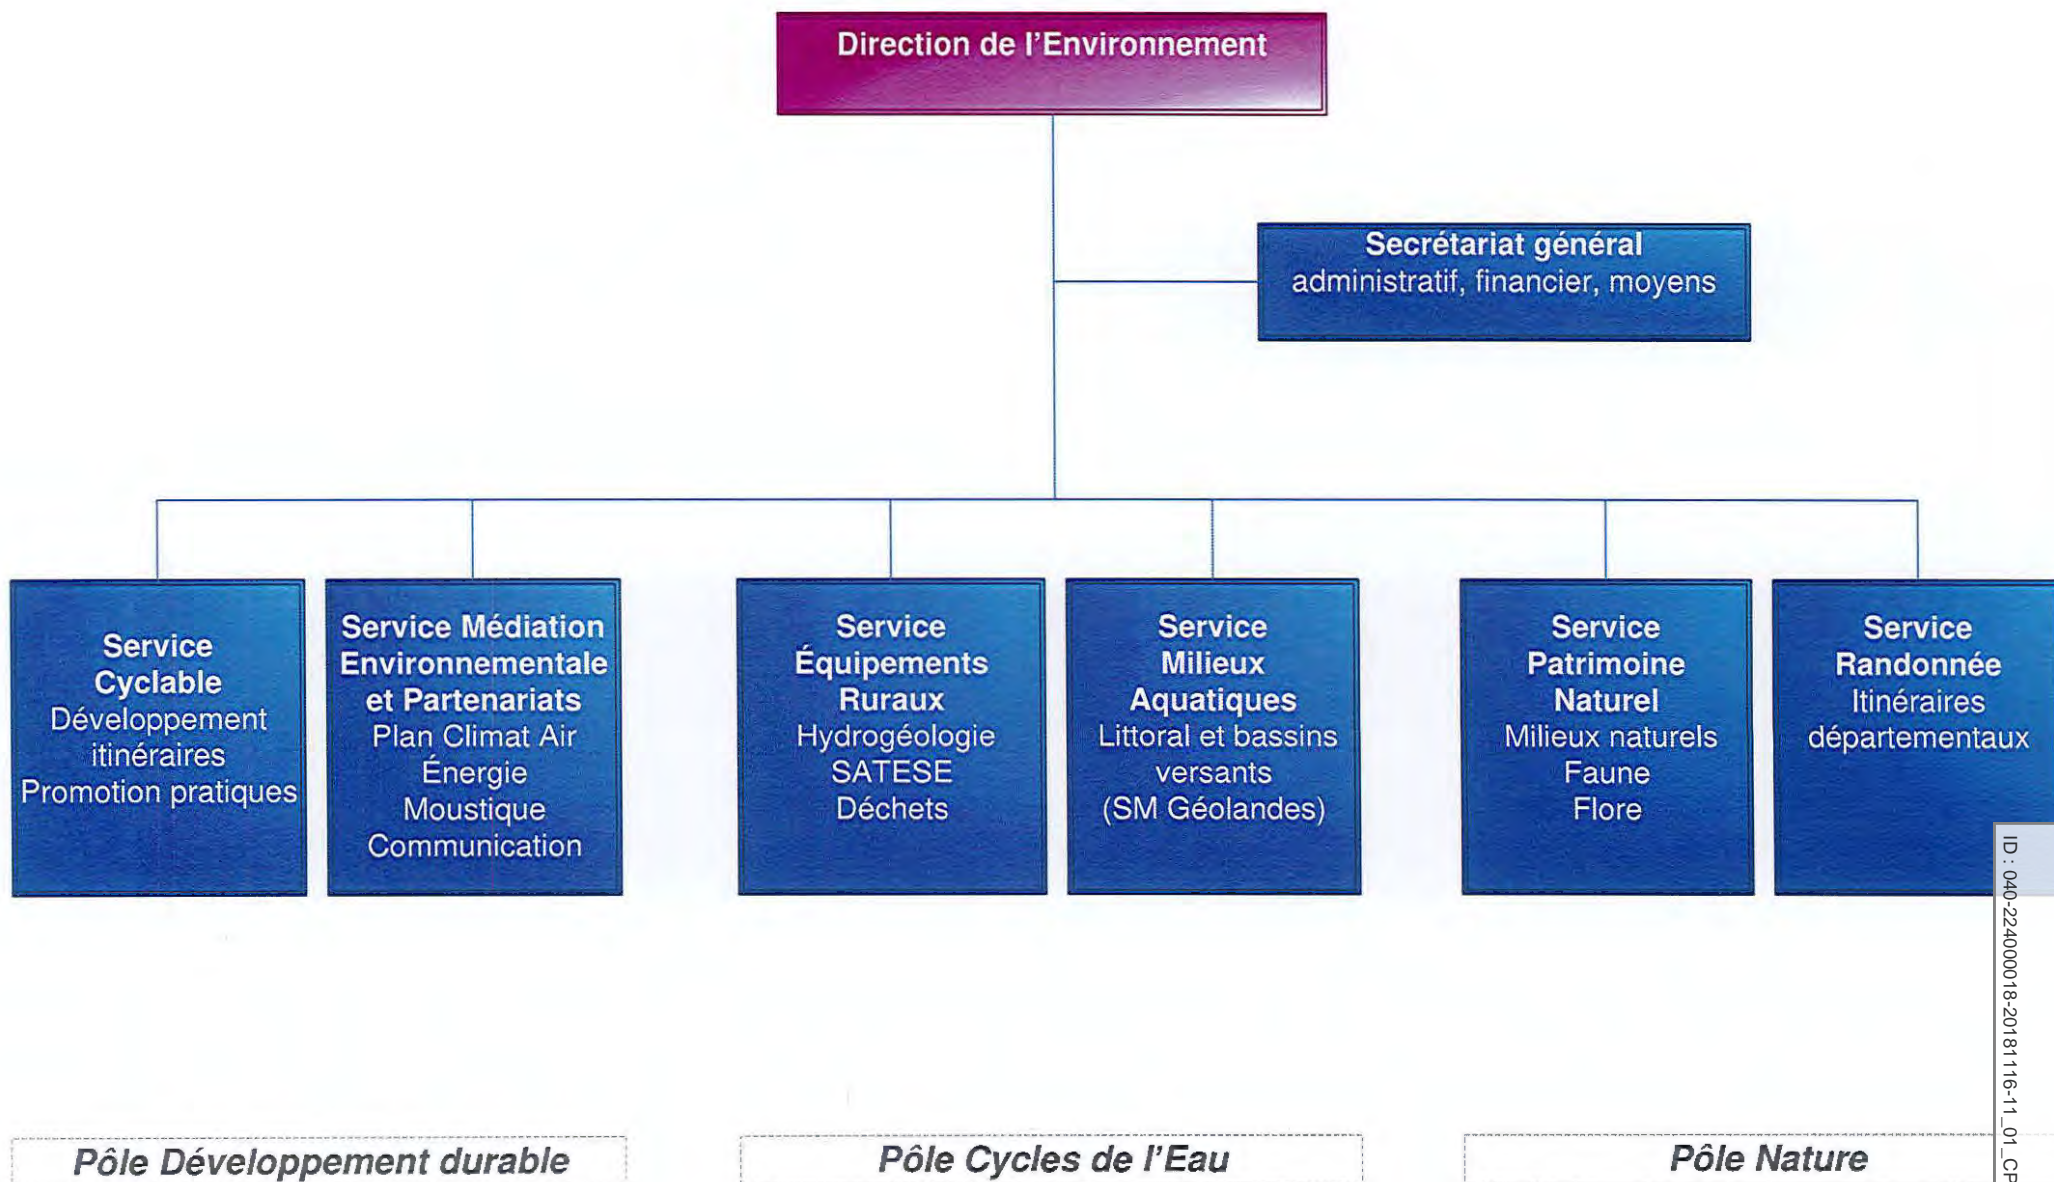 Direction de l'Environnement
Secrétariat général
administratif, financier, moyens
Service
Cyclable
Développement
itinéraires
Promotion pratiques
Service Médiation
Environnementale
et Partenariats
Plan Climat Air
Énergie
Moustique
Communication
Service
Équipements
Ruraux
Hydrogéologie
SATESE
Déchets
Service
Milieux
Aquatiques
Littoral et bassins
versants
(SM Géolandes)
Service
Patrimoine
Naturel
Milieux naturels
Faune
Flore
Service
Randonnée
Itinéraires
départementaux
Pôle Développement durable
Pôle Cycles de l'Eau
Pôle Nature
ID : 040-224000018-20181116-11_01_CP